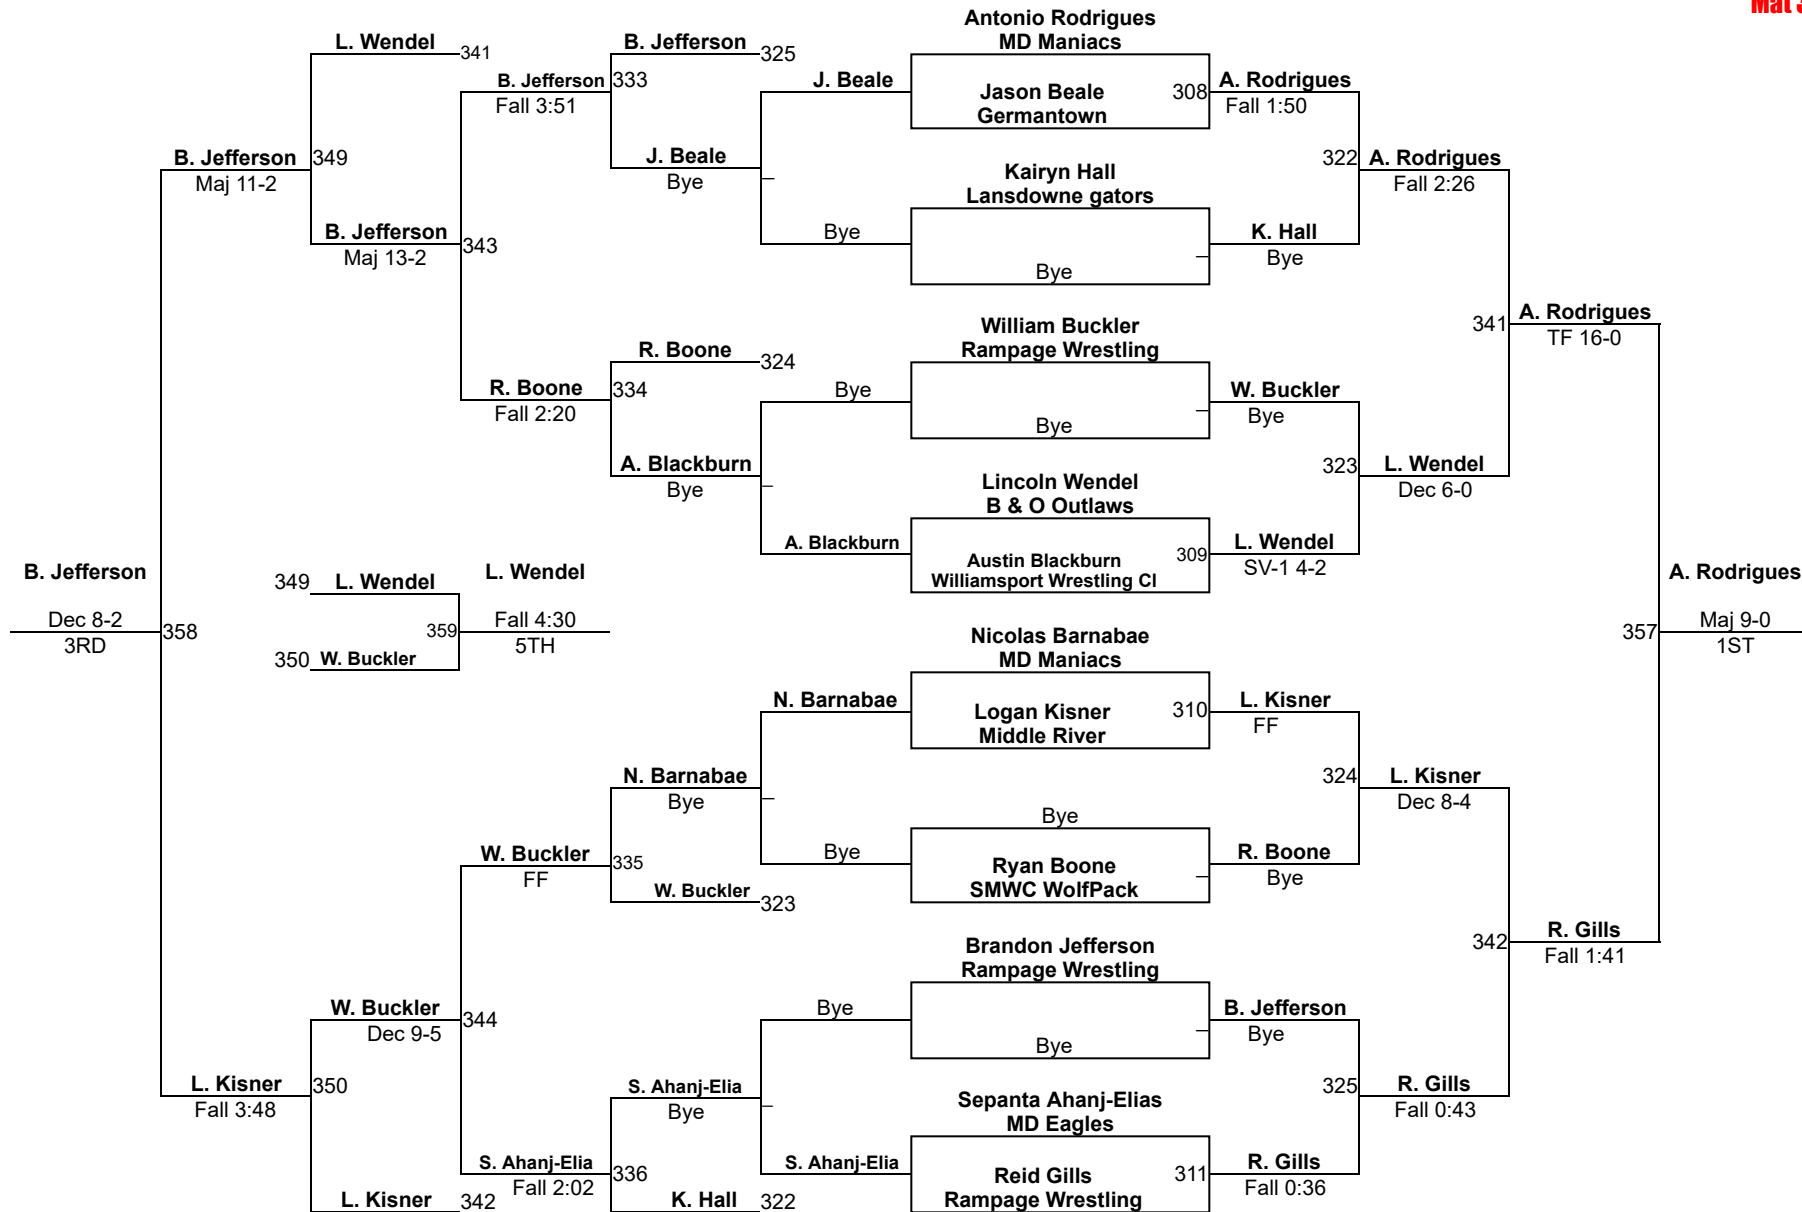 Mat 3
Antonio Rodrigues
MD Maniacs
L. Wendel
341
B. Jefferson
325
B. Jefferson
333
J. Beale
Jason Beale
308
A. Rodrigues
Fall 3:51
Germantown
Fall 1:50
B. Jefferson
349
J. Beale
322
A. Rodrigues
Maj 11-2
Bye
Kairyn Hall
Fall 2:26
Lansdowne gators
B. Jefferson
343
Bye
K. Hall
Maj 13-2
Bye
Bye
William Buckler
341
A. Rodrigues
R. Boone
324
Rampage Wrestling
TF 16-0
R. Boone
334
Bye
W. Buckler
Fall 2:20
Bye
Bye
A. Blackburn
323
L. Wendel
Bye
Lincoln Wendel
Dec 6-0
B & O Outlaws
A. Blackburn
Austin Blackburn
309
L. Wendel
Williamsport Wrestling Cl
SV-1 4-2
B. Jefferson
349
L. Wendel
L. Wendel
A. Rodrigues
Dec 8-2
358
359
Fall 4:30
357
Maj 9-0
3RD
350
W. Buckler
5TH
1ST
Nicolas Barnabae
MD Maniacs
N. Barnabae
Logan Kisner
310
L. Kisner
Middle River
FF
N. Barnabae
324
L. Kisner
Bye
Bye
Dec 8-4
W. Buckler
335
Bye
Ryan Boone
R. Boone
FF
W. Buckler
323
SMWC WolfPack
Bye
Brandon Jefferson
342
R. Gills
Rampage Wrestling
Fall 1:41
W. Buckler
344
Bye
B. Jefferson
Dec 9-5
Bye
Bye
L. Kisner
350
S. Ahanj-Elia
325
R. Gills
Fall 3:48
Bye
Sepanta Ahanj-Elias
Fall 0:43
MD Eagles
S. Ahanj-Elia
336
S. Ahanj-Elia
Reid Gills
311
R. Gills
Fall 2:02
Rampage Wrestling
Fall 0:36
L. Kisner
342
K. Hall
322